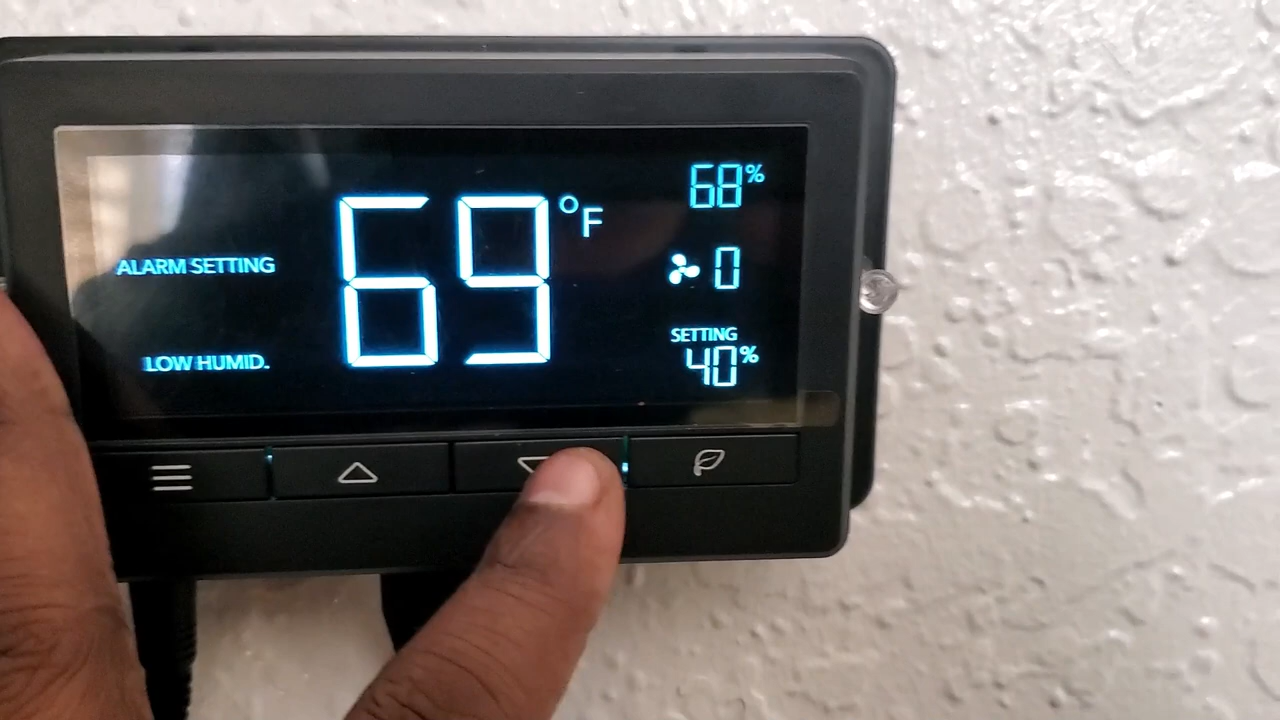 68%
69°F
ALARM SETTING
0
SETTING
LOW HUMID.
40%